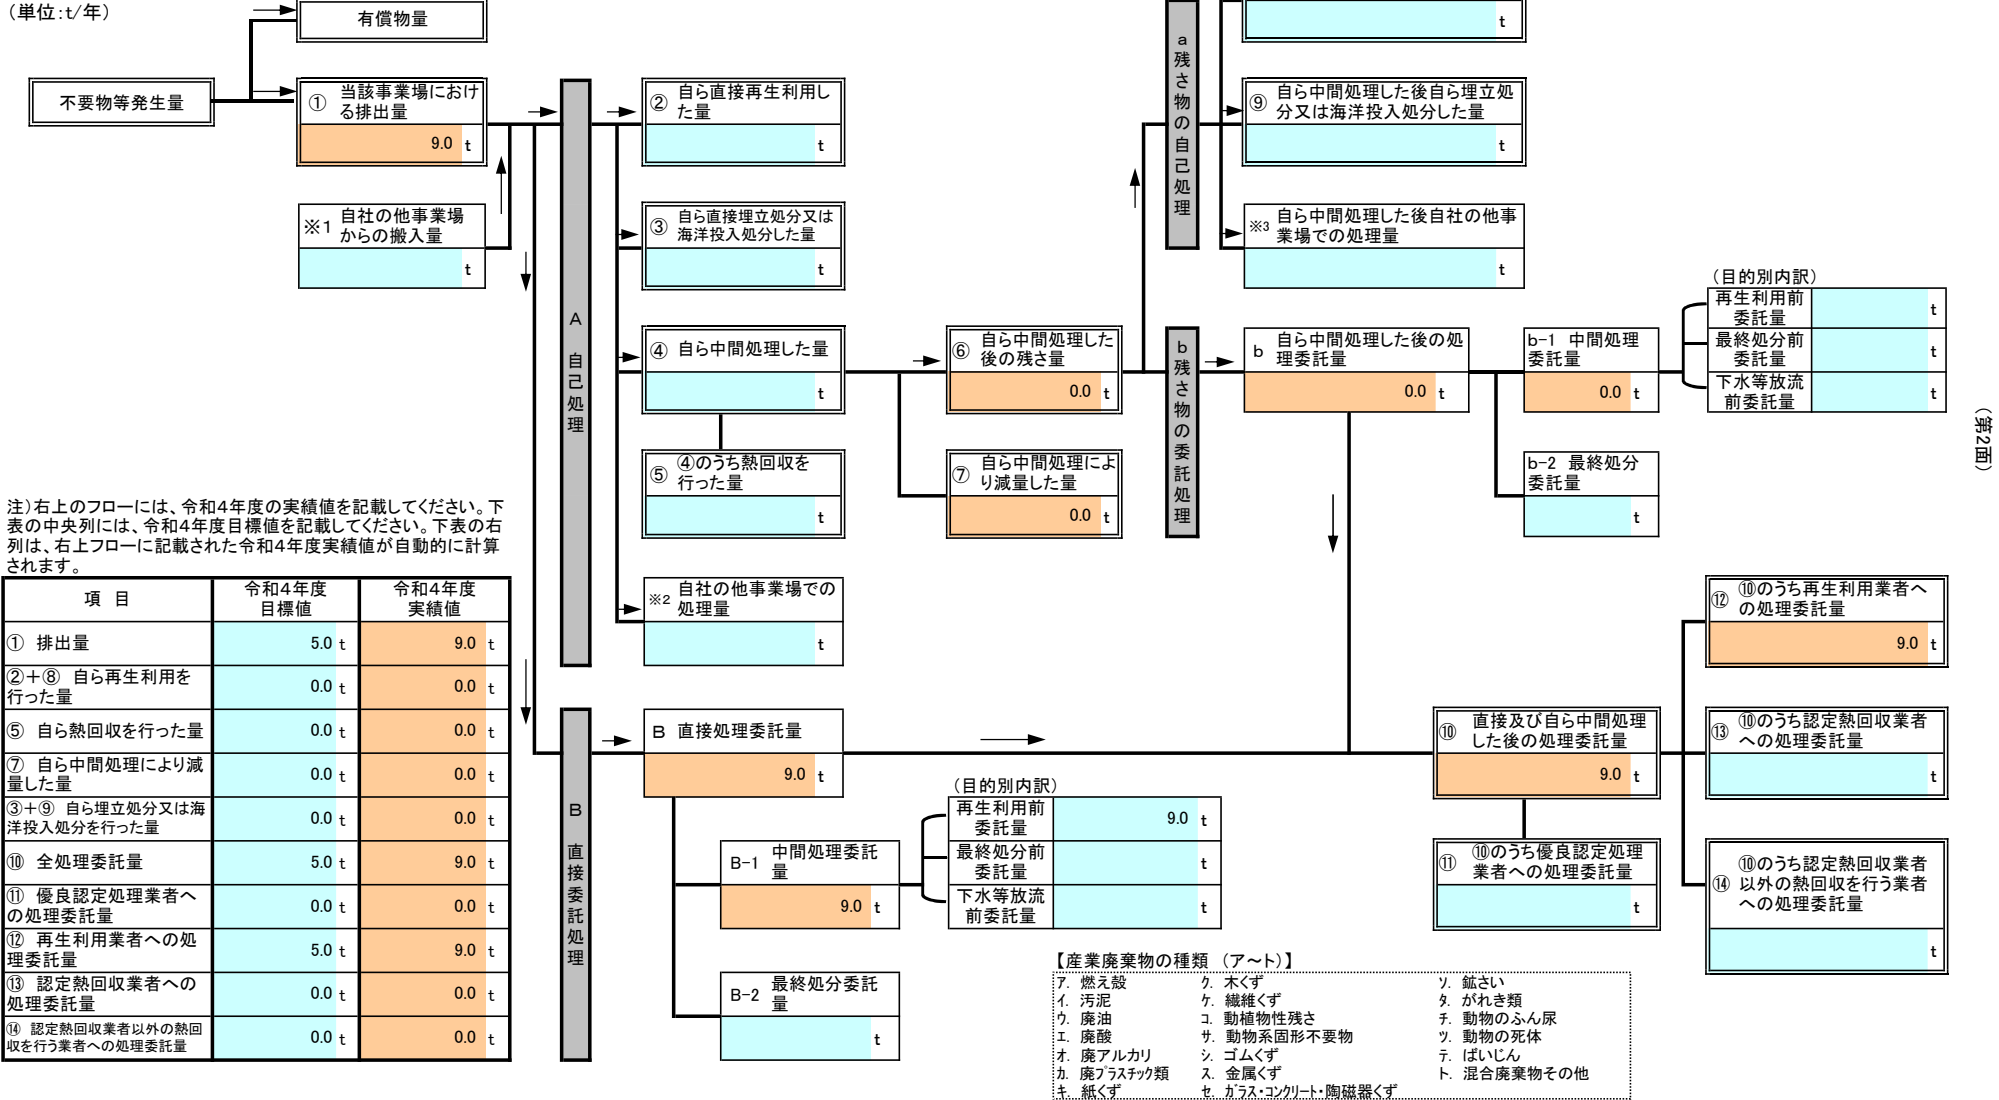 (単位:t/年)
有償物量
不要物等発生量
① 当該事業場におけ
る排出量
9.0 t
※1 自社の他事業場
からの搬入量
t
A 自己処理
② 自ら直接再生利用し
た量
t
③ 自ら直接埋立処分又は
海洋投入処分した量
t
④ 自ら中間処理した量
t
⑤ ④のうち熱回収を
行った量
t
※2 自社の他事業場での
処理量
t
⑥ 自ら中間処理した
後の残さ量
0.0 t
⑦ 自ら中間処理によ
り減量した量
0.0 t
a 残さ物の自己処理
t
⑨ 自ら中間処理した後自ら埋立処
分又は海洋投入処分した量
t
※3 自ら中間処理した後自社の他事
業場での処理量
t
b 残さ物の委託処理
b 自ら中間処理した後の処
理委託量
0.0 t
b-1 中間処理
委託量
0.0 t
b-2 最終処分
委託量
t
(目的別内訳)
再生利用前
委託量
t
最終処分前
委託量
t
下水等放流
前委託量
t
(第2面)
注)右上のフローには、令和4年度の実績値を記載してください。下
表の中央列には、令和4年度目標値を記載してください。下表の右
列は、右上フローに記載された令和4年度実績値が自動的に計算
されます。
項 目 令和4年度
目標値 令和4年度
実績値
① 排出量 5.0 t 9.0 t
②+⑧ 自ら再生利用を
行った量 0.0 t 0.0 t
⑤ 自ら熱回収を行った量 0.0 t 0.0 t
⑦ 自ら中間処理により減
量した量 0.0 t 0.0 t
③+⑨ 自ら埋立処分又は海
洋投入処分を行った量 0.0 t 0.0 t
⑩ 全処理委託量 5.0 t 9.0 t
⑪ 優良認定処理業者へ
の処理委託量 0.0 t 0.0 t
⑫ 再生利用業者への処
理委託量 5.0 t 9.0 t
⑬ 認定熱回収業者への
処理委託量 0.0 t 0.0 t
⑭ 認定熱回収業者以外の熱回
収を行う業者への処理委託量 0.0 t 0.0 t
B 直接委託処理
B 直接処理委託量
9.0 t
B-1 中間処理委託
量
9.0 t
B-2 最終処分委託
量
t
(目的別内訳)
再生利用前
委託量
9.0 t
最終処分前
委託量
t
下水等放流
前委託量
t
⑩ 直接及び自ら中間処理
した後の処理委託量
9.0 t
⑪ ⑩のうち優良認定処理
業者への処理委託量
t
⑫ ⑩のうち再生利用業者へ
の処理委託量
9.0 t
⑬ ⑩のうち認定熱回収業者
への処理委託量
t
⑭ ⑩のうち認定熱回収業者
以外の熱回収を行う業者
への処理委託量
t
【産業廃棄物の種類 (ア~ト)】
ア. 燃え殻 ク. 木くず ソ. 鉱さい
イ. 汚泥 ケ. 繊維くず タ. がれき類
ウ. 廃油 コ. 動植物性残さ チ. 動物のふん尿
エ. 廃酸 サ. 動物系固形不要物 ツ. 動物の死体
オ. 廃アルカリ シ. ゴムくず テ. ばいじん
カ. 廃プラスチック類 ス. 金属くず ト. 混合廃棄物その他
キ. 紙くず セ. ガラス・コンクリート・陶磁器くず